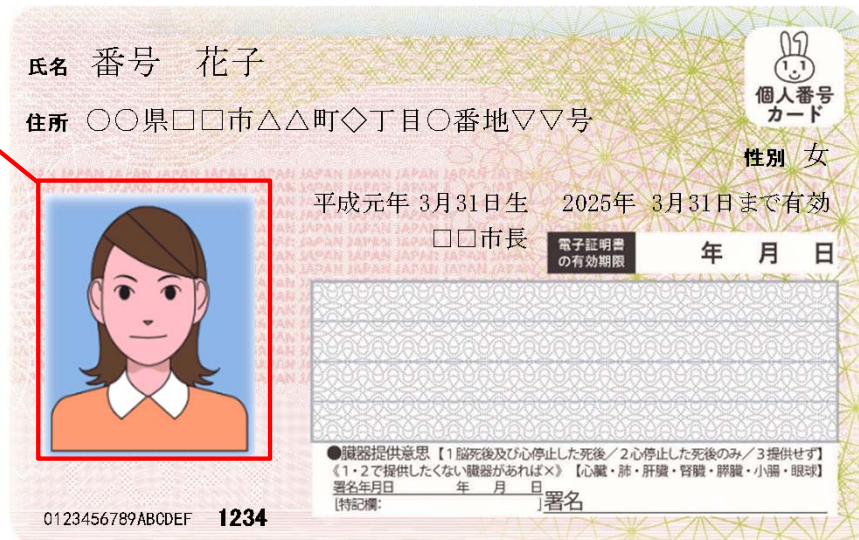 氏名 番号 花子
個人番号
カード
住所 ○○県□□市△△町◇丁目○番地▽▽号
性別 女
JAPAN JAPAN JAPAN JAPAN JAPAN JAPAN
平成元年 3月31日生 2025年 3月31日まで有効
□□市長
電子証明書
の有効期限
年 月 日
●臓器提供意思【1脳死後及び心停止した死後/2心停止した死後のみ/3提供せず】
《1・2で提供したくない臓器があれば×》【心臓・肺・肝臓・腎臓・膵臓・小腸・眼球】
署名年月日 年 月 日
[特記欄: ]署名
0123456789ABCDEF 1234